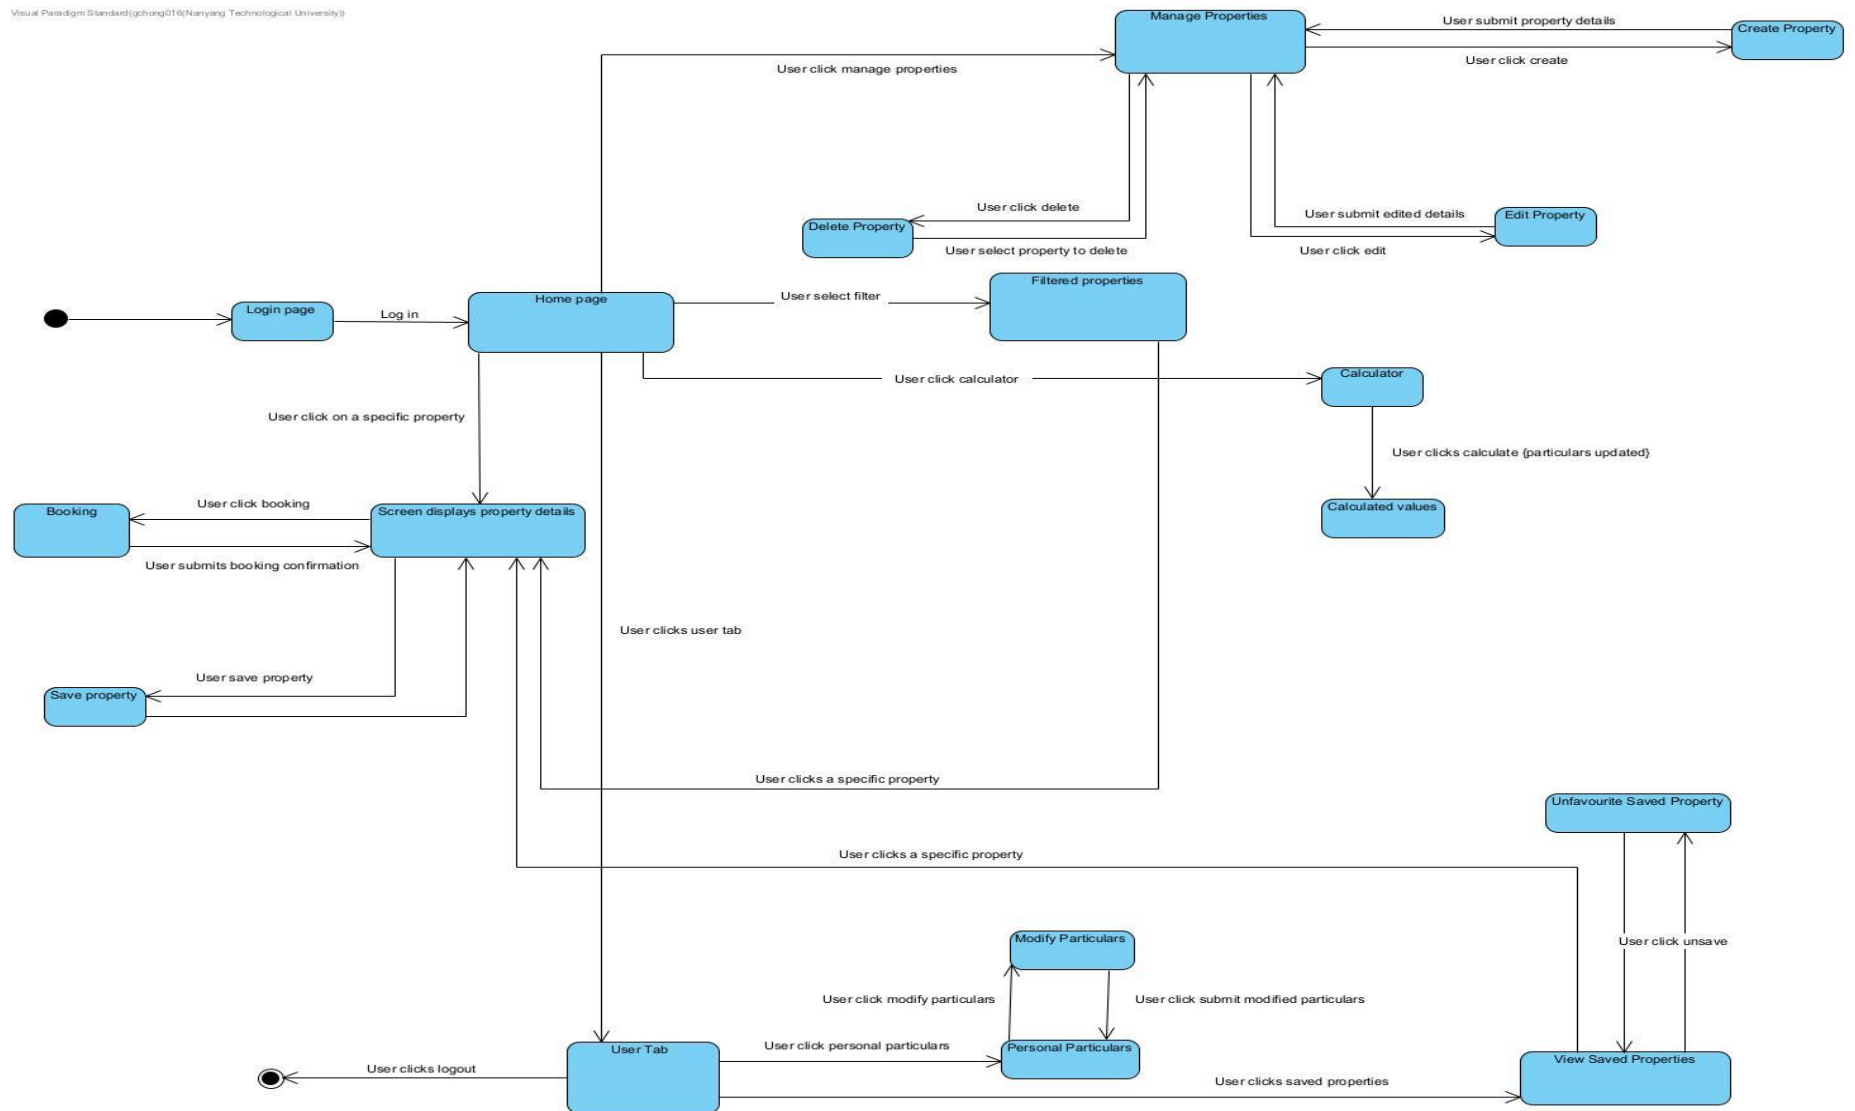 Visual Paradigm Standard(gchong016(Nanyang Technological University))
Manage Properties
User submit property details
Create Property
User click create
User click manage properties
User click delete
Delete Property
User select property to delete
User submit edited details
Edit Property
User click edit
Filtered properties
User select filter
Home page
Login page
Log in
User click calculator
Calculator
User click on a specific property
User clicks calculate {particulars updated}
Calculated values
User click booking
Booking
Screen displays property details
User submits booking confirmation
User clicks user tab
User save property
Save property
User clicks a specific property
Unfavourite Saved Property
User clicks a specific property
Modify Particulars
User click unsave
User click modify particulars
User click submit modified particulars
User Tab
User click personal particulars
Personal Particulars
View Saved Properties
User clicks logout
User clicks saved properties